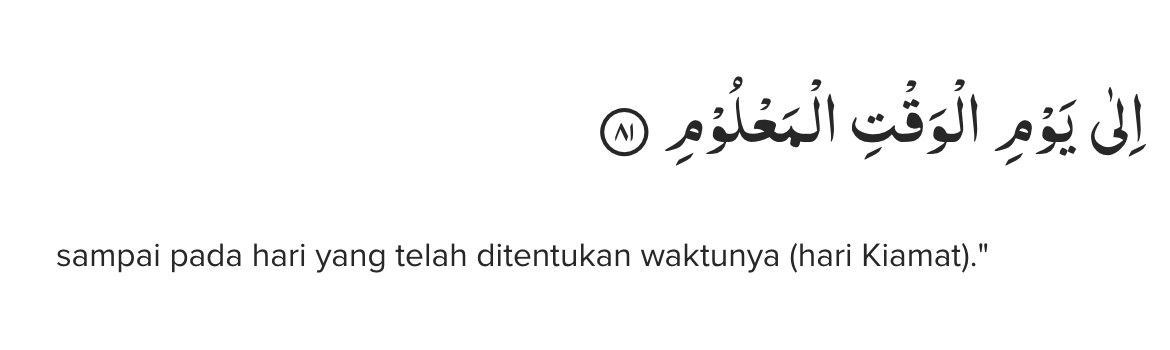 اِلٰى يَوْمِ الْوَقْتِ الْمَعْلُوْمِ ٨١
sampai pada hari yang telah ditentukan waktunya (hari Kiamat)."